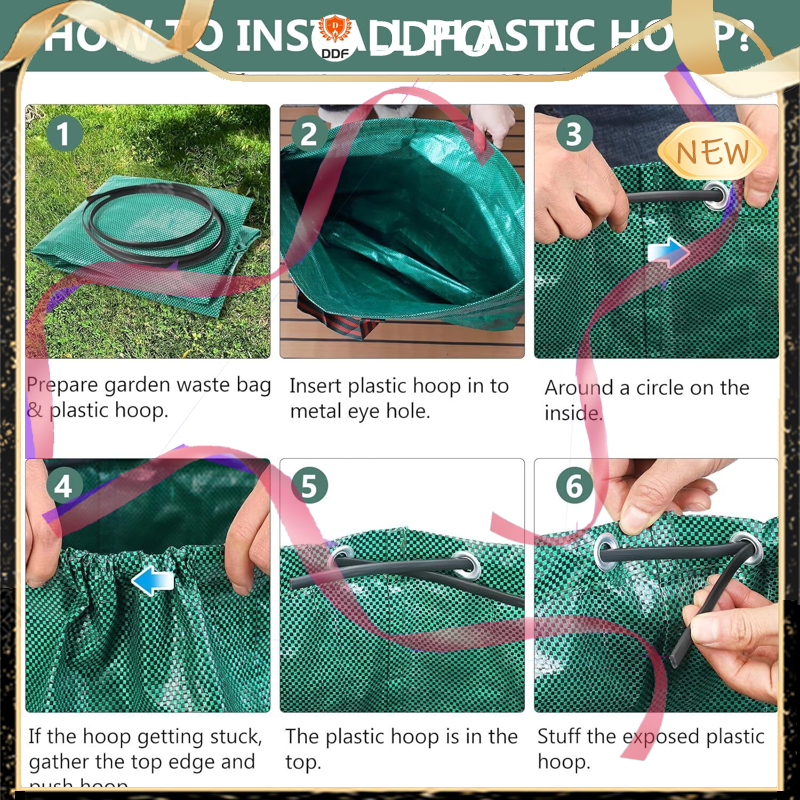 HOW TO INSTALL PLASTIC HOOP?
DDF
DDFO
1
2
3
NEW
Prepare garden waste bag
& plastic hoop.
Insert plastic hoop in to
metal eye hole.
Around a circle on the
inside.
4
5
6
If the hoop getting stuck,
gather the top edge and
push hoop
The plastic hoop is in the
top.
Stuff the exposed plastic
hoop.